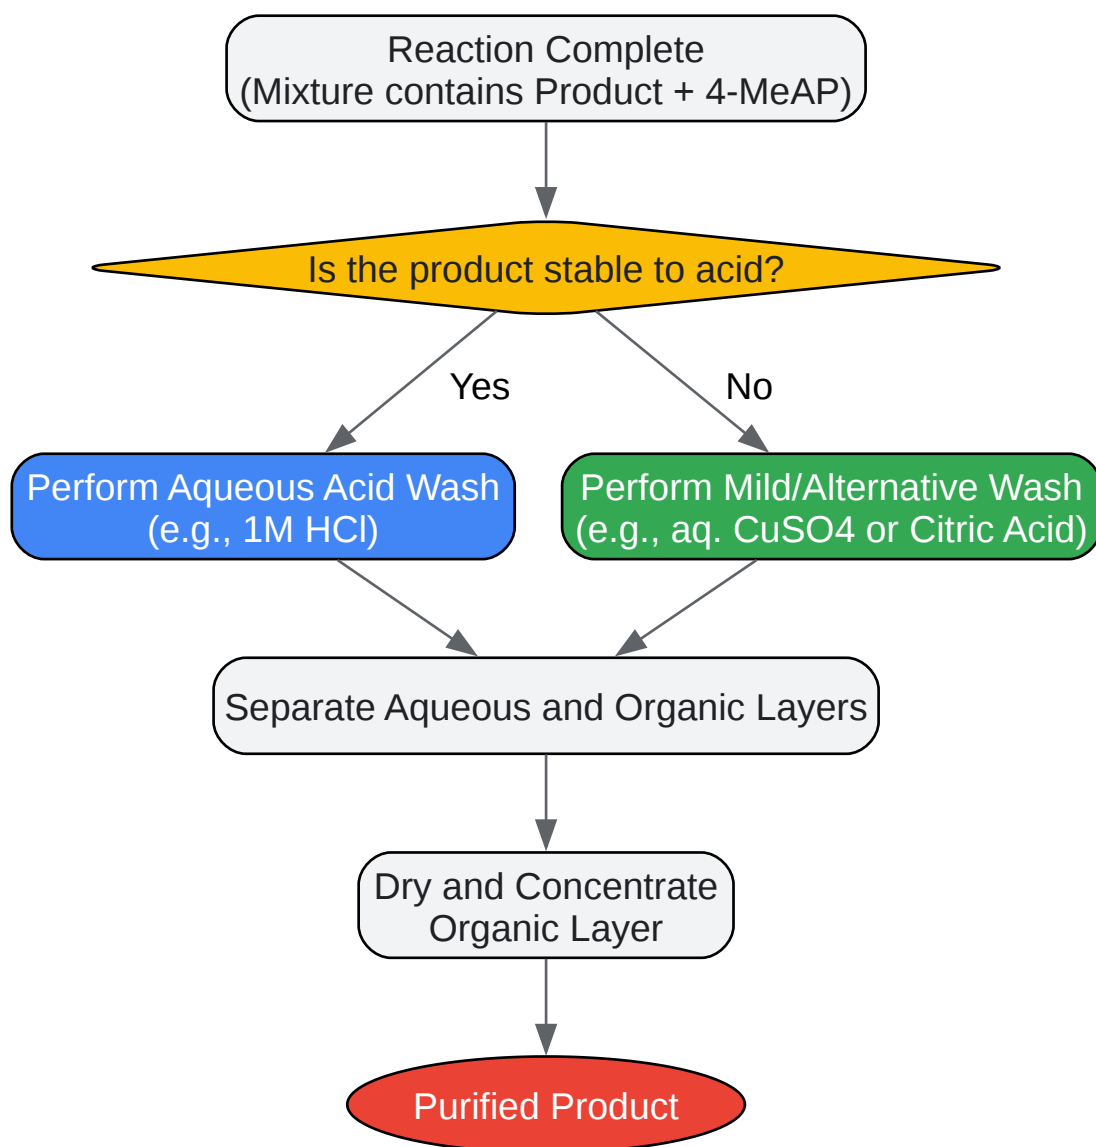 Reaction Complete
(Mixture contains Product + 4-MeAP)
Is the product stable to acid?
Yes
No
Perform Aqueous Acid Wash
(e.g., 1M HCl)
Perform Mild/Alternative Wash
(e.g., aq. CuSO4 or Citric Acid)
Separate Aqueous and Organic Layers
Dry and Concentrate
Organic Layer
Purified Product